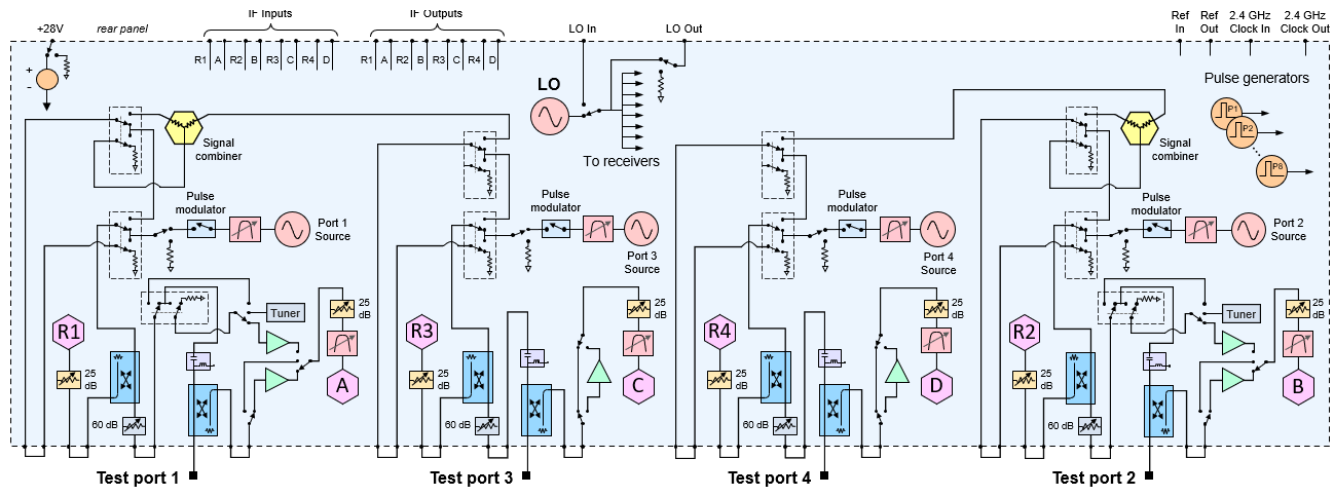 +28V
rear panel
IF Inputs
IF Outputs
LO In
LO Out
Ref
In
Ref
Out
2.4 GHz
Clock In
2.4 GHz
Clock Out
R1 A R2 B R3 C R4 D
R1 A R2 B R3 C R4 D
+
-
LO
Pulse generators
P1
P2
P8
Signal
combiner
To receivers
Signal
combiner
Pulse
modulator
Port 1
Source
Pulse
modulator
Port 3
Source
Pulse
modulator
Port 4
Source
Pulse
modulator
Port 2
Source
R1
25
dB
60 dB
Tuner
25
dB
A
R3
25
dB
60 dB
25
dB
C
R4
25
dB
60 dB
25
dB
D
R2
25
dB
60 dB
Tuner
25
dB
B
Test port 1
Test port 3
Test port 4
Test port 2